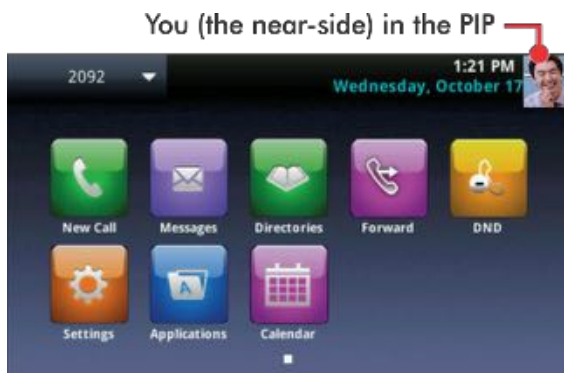 You (the near-side) in the PIP
2092
1:21 PM
Wednesday, October 17
New Call Messages Directories Forward DND
Settings Applications Calendar